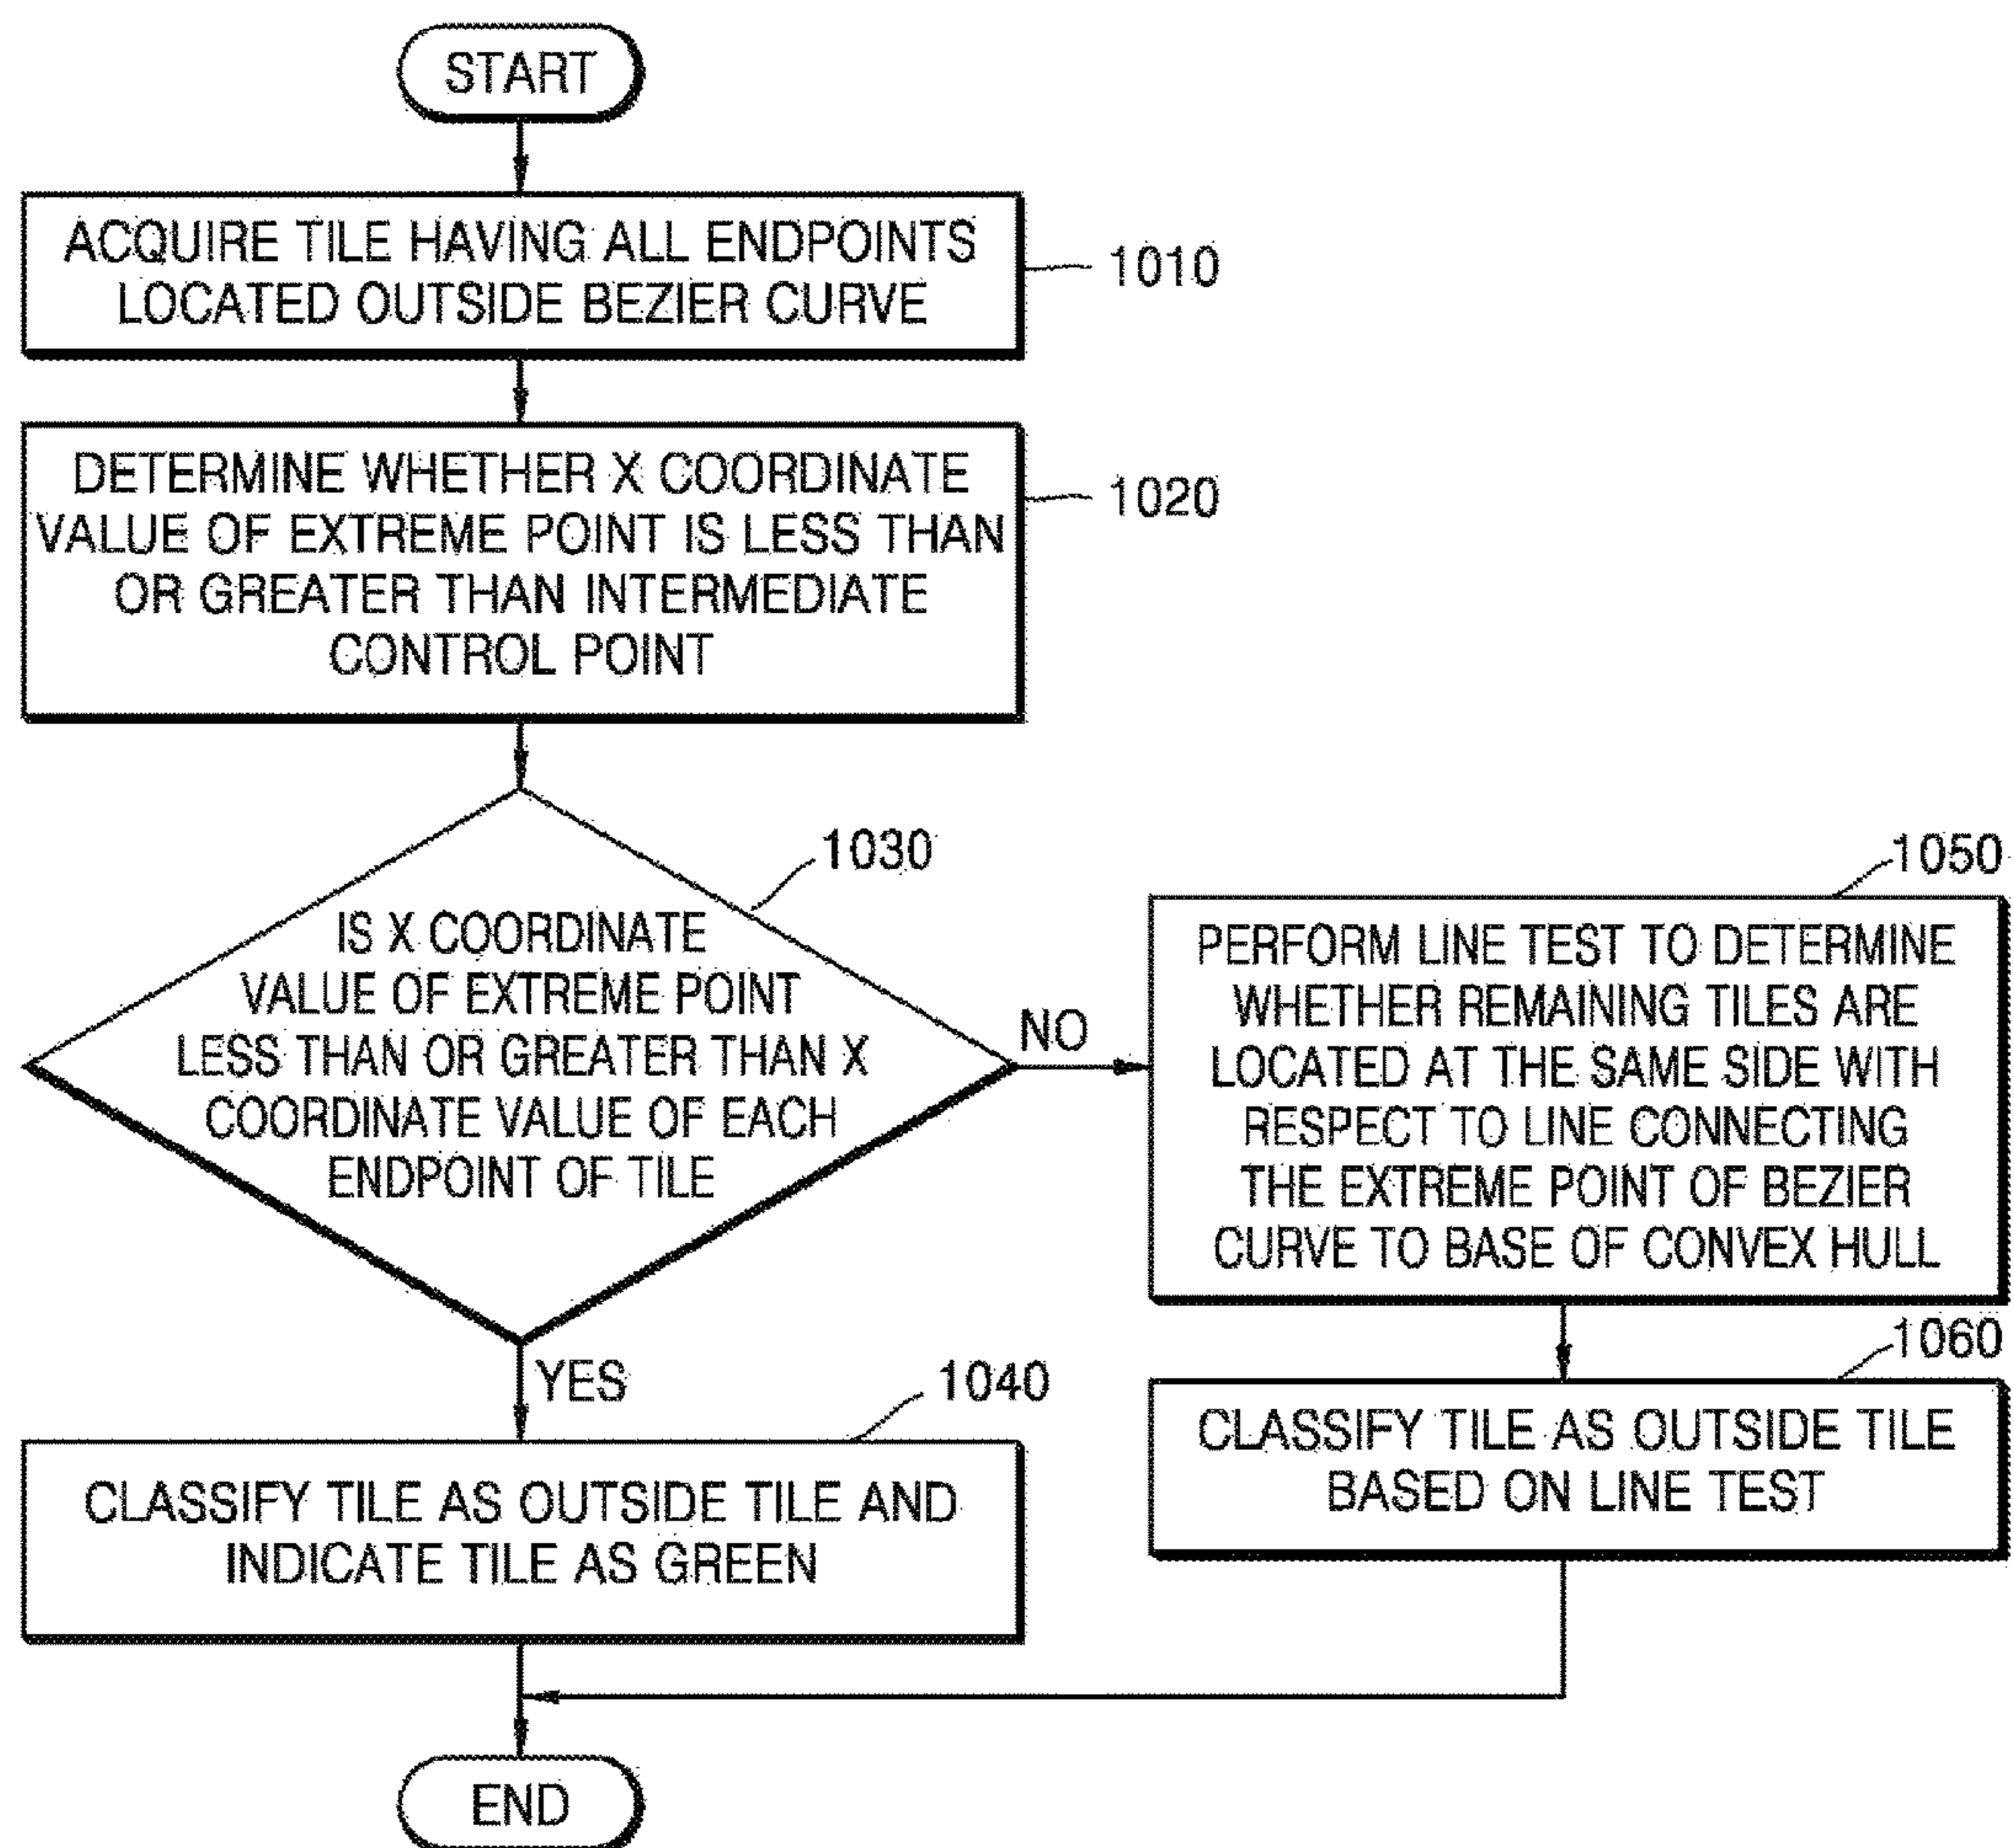 START
ACQUIRE TILE HAVING ALL ENDPOINTS
LOCATED OUTSIDE BEZIER CURVE
1010
DETERMINE WHETHER X COORDINATE
VALUE OF EXTREME POINT IS LESS THAN
OR GREATER THAN INTERMEDIATE
CONTROL POINT
1020
1030
IS X COORDINATE
VALUE OF EXTREME POINT
LESS THAN OR GREATER THAN X
COORDINATE VALUE OF EACH
ENDPOINT OF TILE
NO
1050
PERFORM LINE TEST TO DETERMINE
WHETHER REMAINING TILES ARE
LOCATED AT THE SAME SIDE WITH
RESPECT TO LINE CONNECTING
THE EXTREME POINT OF BEZIER
CURVE TO BASE OF CONVEX HULL
YES
1040
CLASSIFY TILE AS OUTSIDE TILE AND
INDICATE TILE AS GREEN
1060
CLASSIFY TILE AS OUTSIDE TILE
BASED ON LINE TEST
END